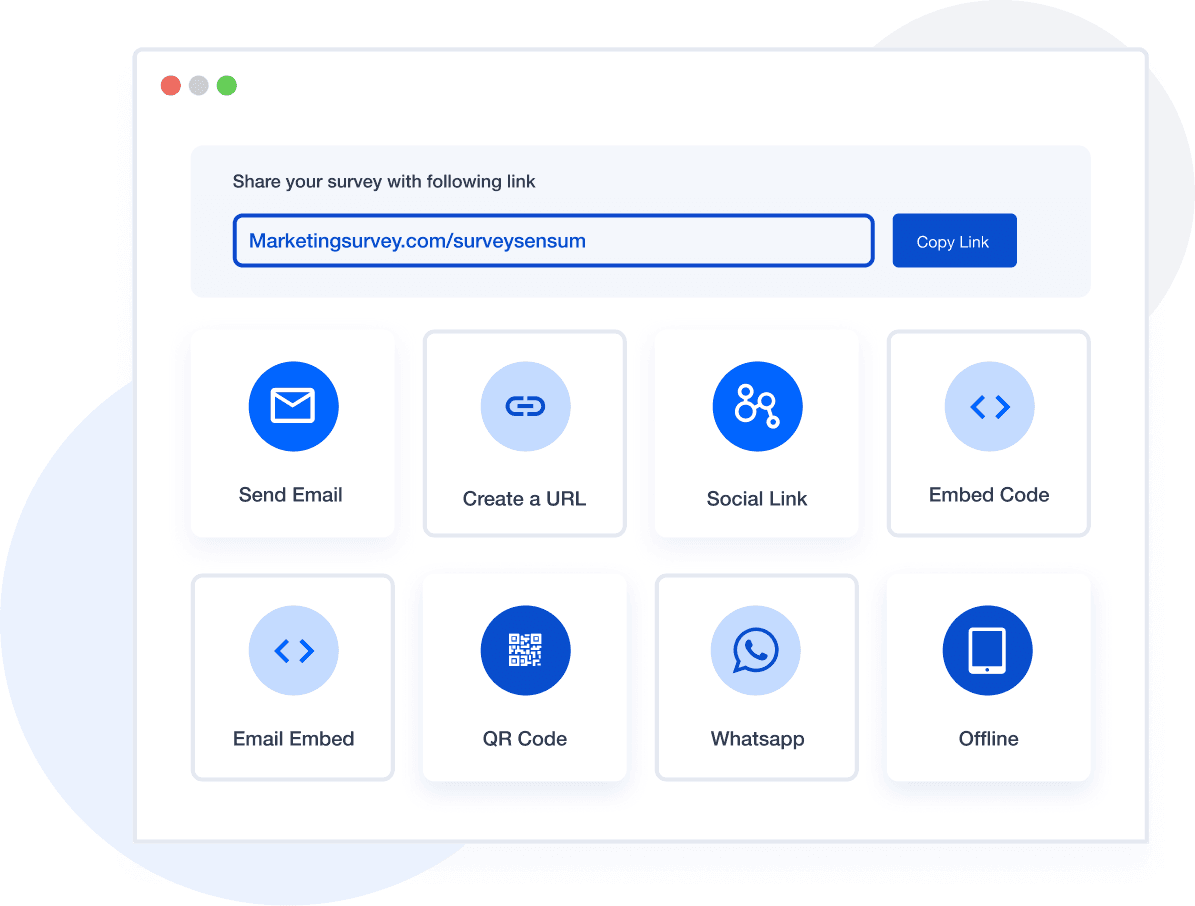 Share your survey with following link
Marketingsurvey.com/surveysensum
Copy Link
Send Email
Create a URL
Social Link
Embed Code
Email Embed
QR Code
Whatsapp
Offline